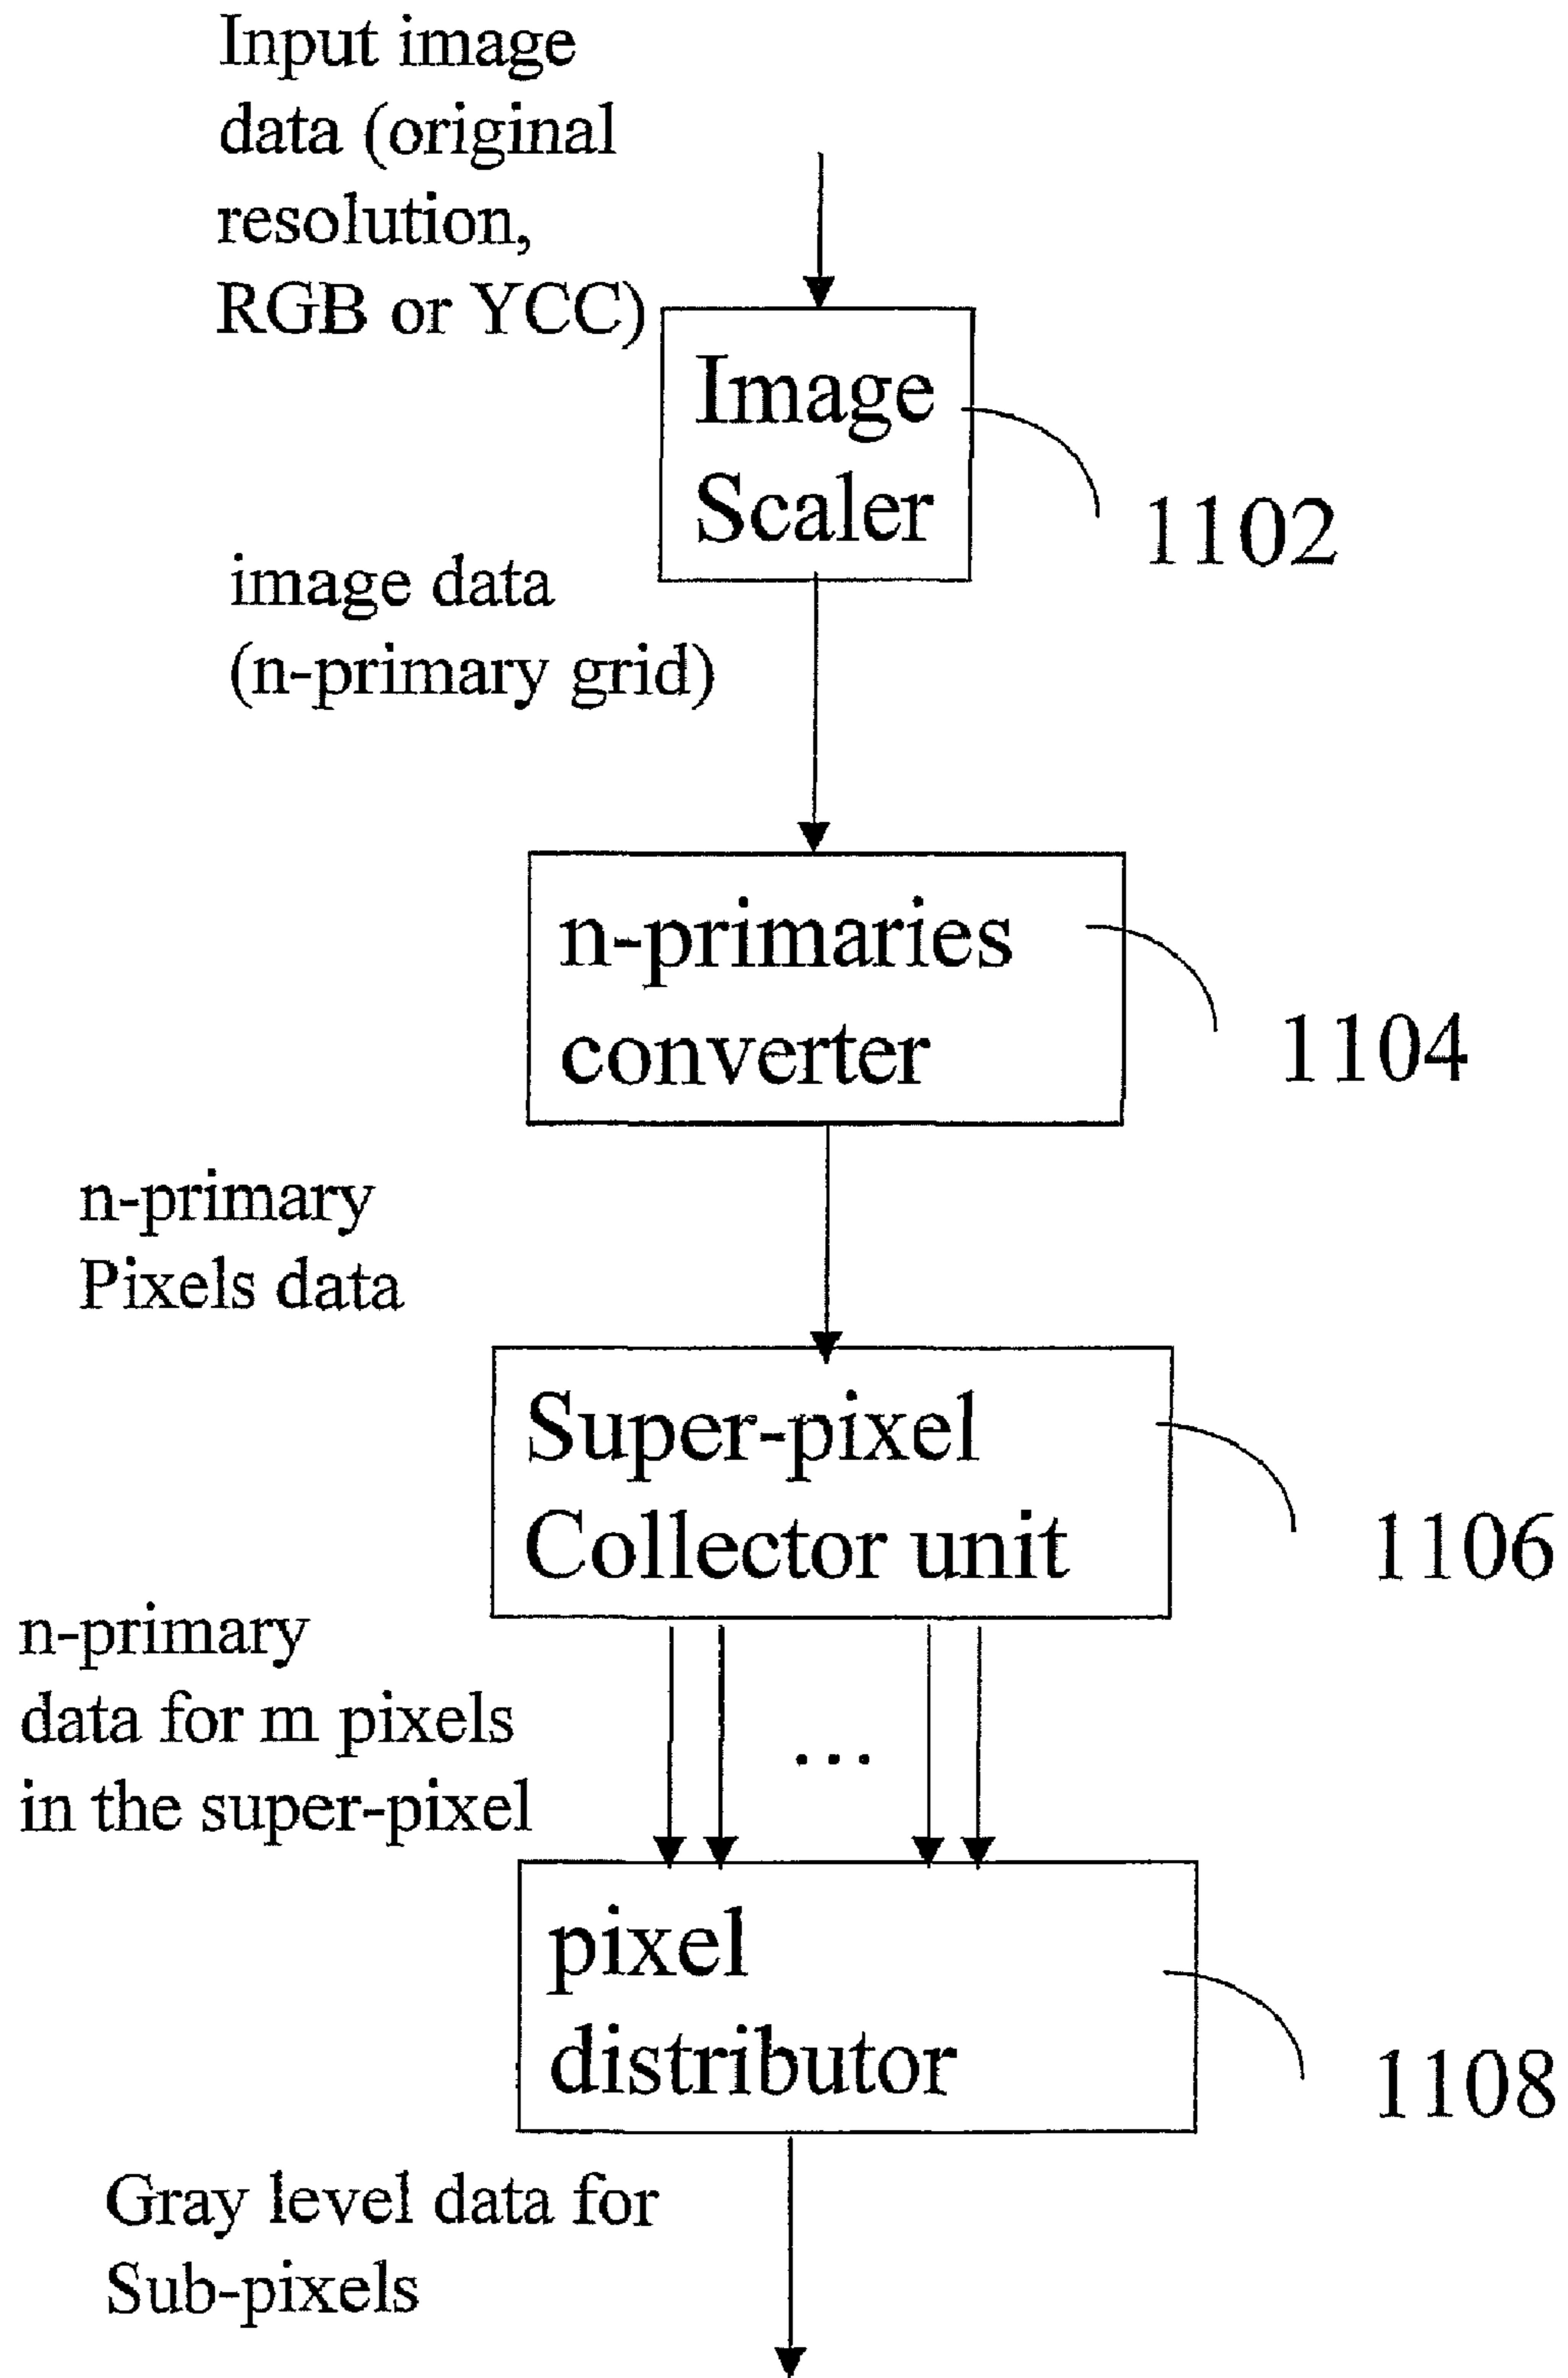 Input image
data (original
resolution,
RGB or YCC)
Image
Scaler
1102
image data
(n-primary grid)
n-primaries
converter
1104
n-primary
Pixels data
Super-pixel
Collector unit
1106
n-primary
data for m pixels
in the super-pixel
...
pixel
distributor
1108
Gray level data for
Sub-pixels